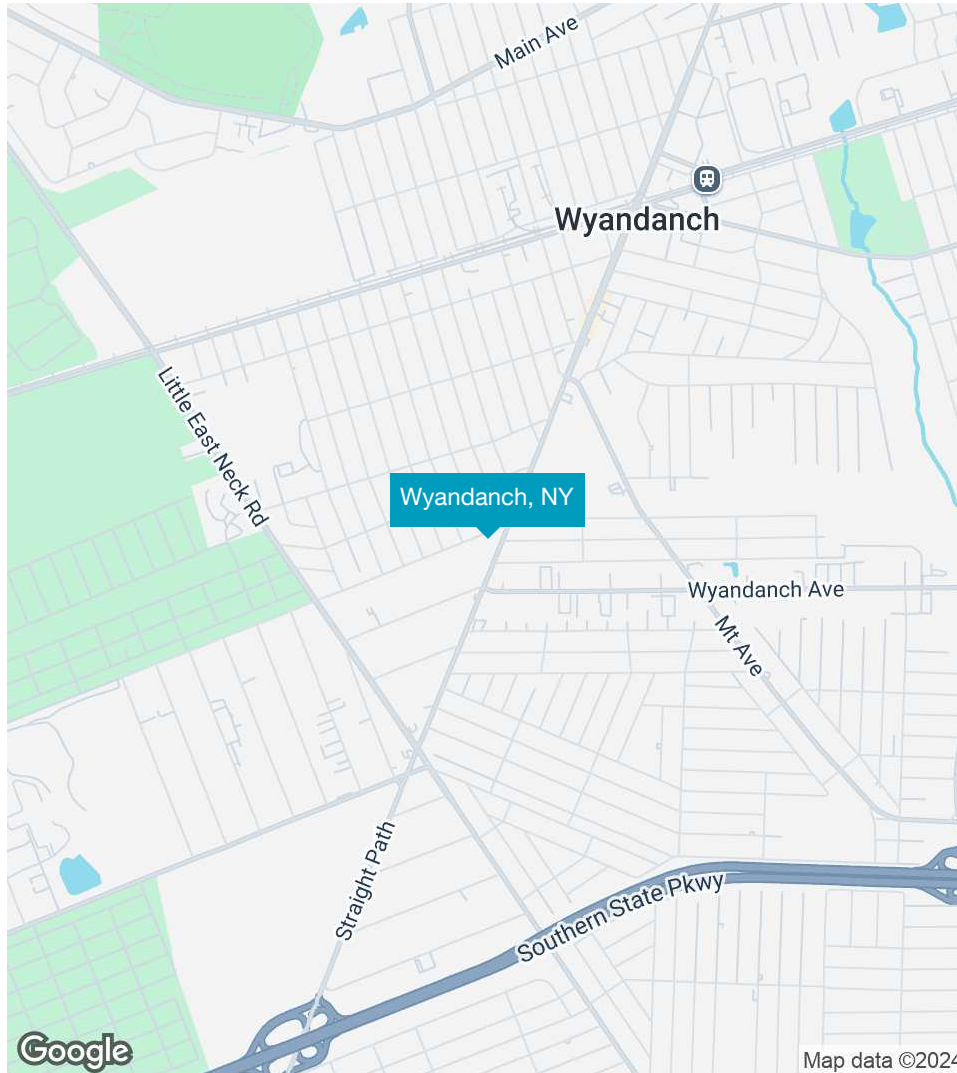 Main Ave
Wyandanch
Little East Neck Rd
Wyandanch, NY
Wyandanch Ave
Mt Ave
Straight Path
Southern State Pkwy
Google
Map data ©2024